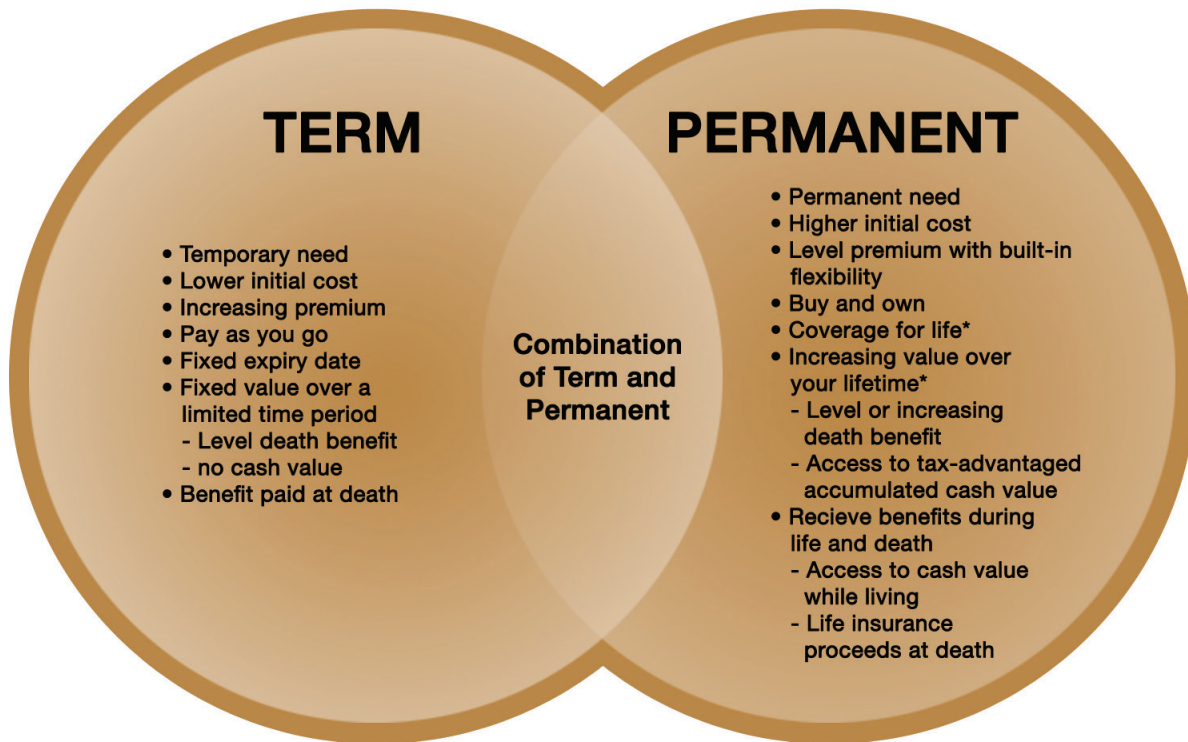 TERM
• Temporary need
• Lower initial cost
• Increasing premium
• Pay as you go
• Fixed expiry date
• Fixed value over a
limited time period
- Level death benefit
- no cash value
• Benefit paid at death
Combination
of Term and
Permanent
PERMANENT
• Permanent need
• Higher initial cost
• Level premium with built-in
flexibility
• Buy and own
• Coverage for life*
• Increasing value over
your lifetime*
- Level or increasing
death benefit
- Access to tax-advantaged
accumulated cash value
• Recieve benefits during
life and death
- Access to cash value
while living
- Life insurance
proceeds at death